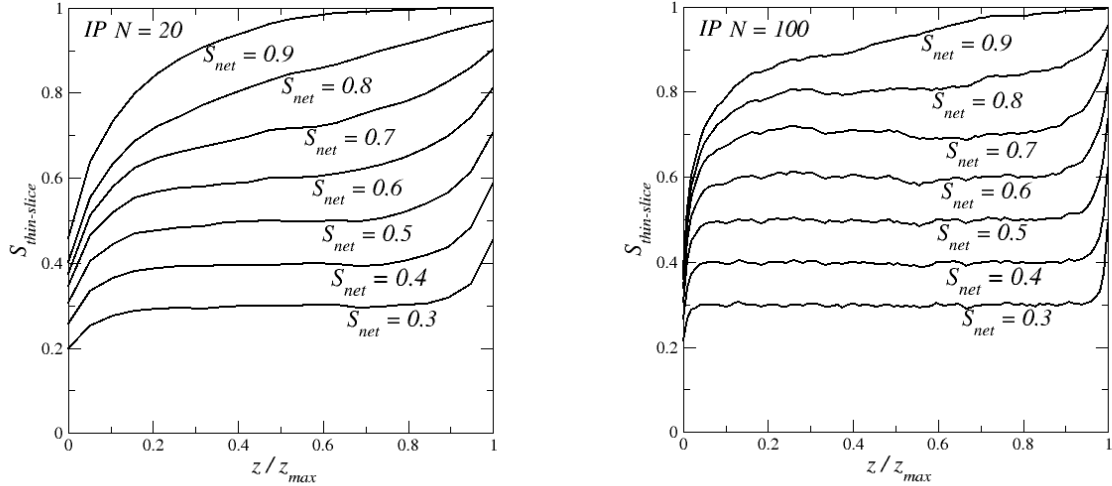 IP N = 20
S_net = 0.9
S_net = 0.8
S_net = 0.7
S_net = 0.6
S_net = 0.5
S_net = 0.4
S_net = 0.3
1
0.8
0.6
0.4
0.2
0
S_thin-slice
0 0.2 0.4 0.6 0.8 1
z / z_max
IP N = 100
S_net = 0.9
S_net = 0.8
S_net = 0.7
S_net = 0.6
S_net = 0.5
S_net = 0.4
S_net = 0.3
1
0.8
0.6
0.4
0.2
0
S_thin-slice
0 0.2 0.4 0.6 0.8 1
z / z_max